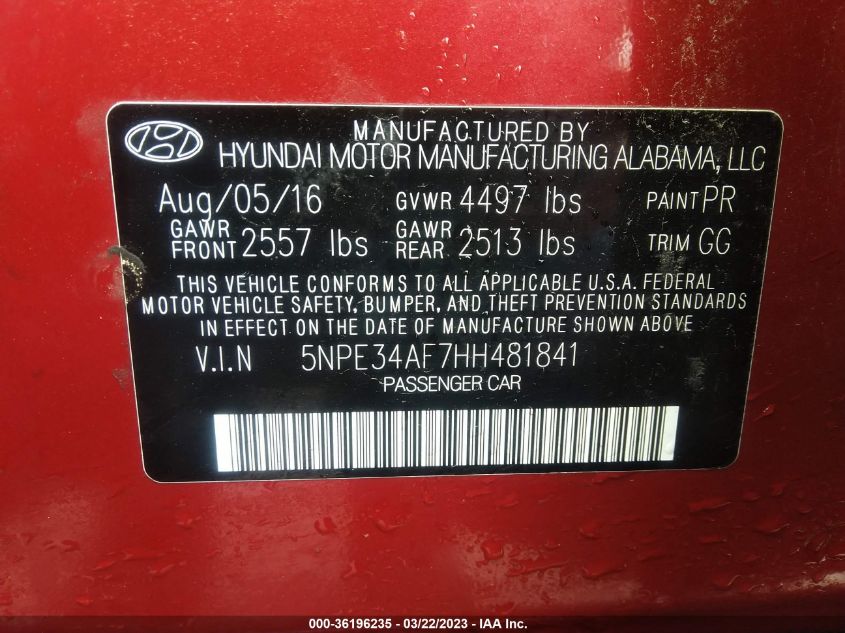 MANUFACTURED BY
HYUNDAI MOTOR MANUFACTURING ALABAMA, LLC
Aug/05/16 GVWR 4497 lbs PAINT PR
GAWR FRONT 2557 lbs GAWR REAR 2513 lbs TRIM GG
THIS VEHICLE CONFORMS TO ALL APPLICABLE U.S.A. FEDERAL
MOTOR VEHICLE SAFETY, BUMPER, AND THEFT PREVENTION STANDARDS
IN EFFECT ON THE DATE OF MANUFACTURE SHOWN ABOVE
V.I.N 5NPE34AF7HH481841
PASSENGER CAR
000-36196235 - 03/22/2023 - IAA Inc.